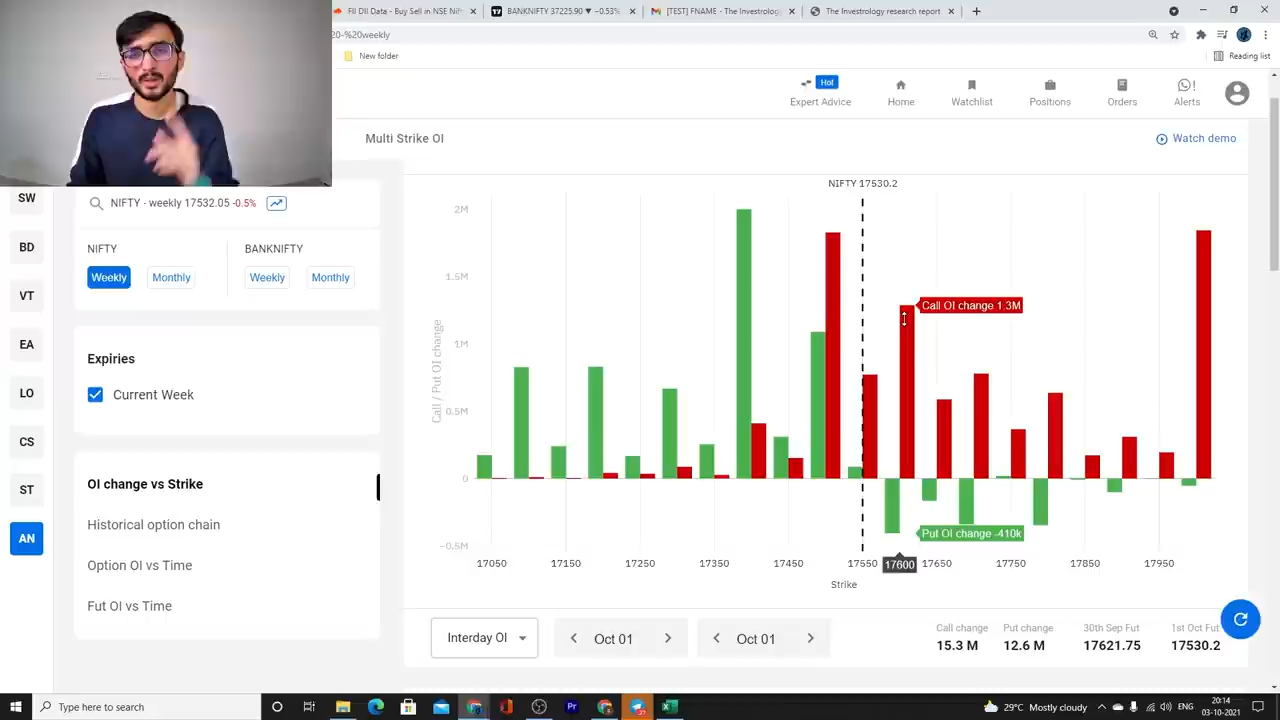 FII DII Data - Buy Sell in NSE Nift
BANKNIFTY 37225.90 ▼ −0.53%
[TEST] FNAME - The Investrology
The Investrology research report
0-%20weekly
New folder
Reading list
Hot
Expert Advice
Home
Watchlist
Positions
Orders
Alerts
Multi Strike OI
Watch demo
SW
BD
VT
EA
LO
CS
ST
AN
NIFTY - weekly 17532.05 -0.5%
NIFTY
BANKNIFTY
Weekly
Monthly
Weekly
Monthly
Expiries
Current Week
OI change vs Strike
Historical option chain
Option OI vs Time
Fut OI vs Time
NIFTY 17530.2
Call / Put OI change
2M
1.5M
1M
0.5M
0
−0.5M
Call OI change 1.3M
Put OI change -410k
17050
17150
17250
17350
17450
17550
17600
17650
17750
17850
17950
Strike
Interday OI
Oct 01
Oct 01
Call change
15.3 M
Put change
12.6 M
30th Sep Fut
17621.75
1st Oct Fut
17530.2
Type here to search
29°C Mostly cloudy
ENG
20:14
03-10-2021